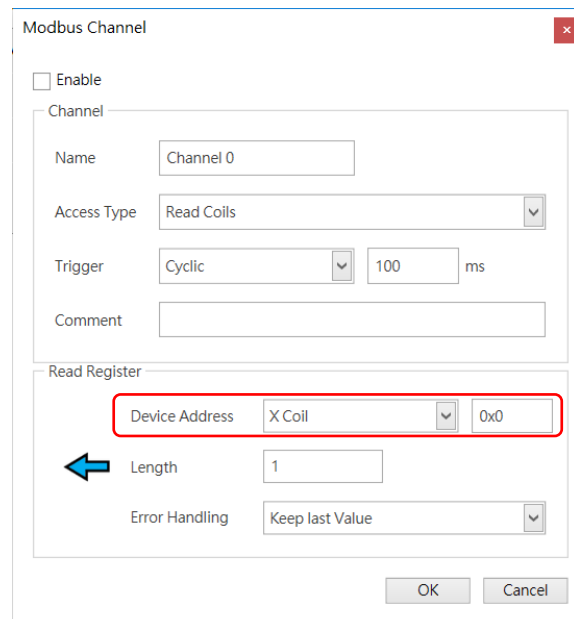 Modbus Channel
Enable
Channel
Name Channel 0
Access Type Read Coils
Trigger Cyclic 100 ms
Comment
Read Register
Device Address X Coil 0x0
Length 1
Error Handling Keep last Value
OK Cancel